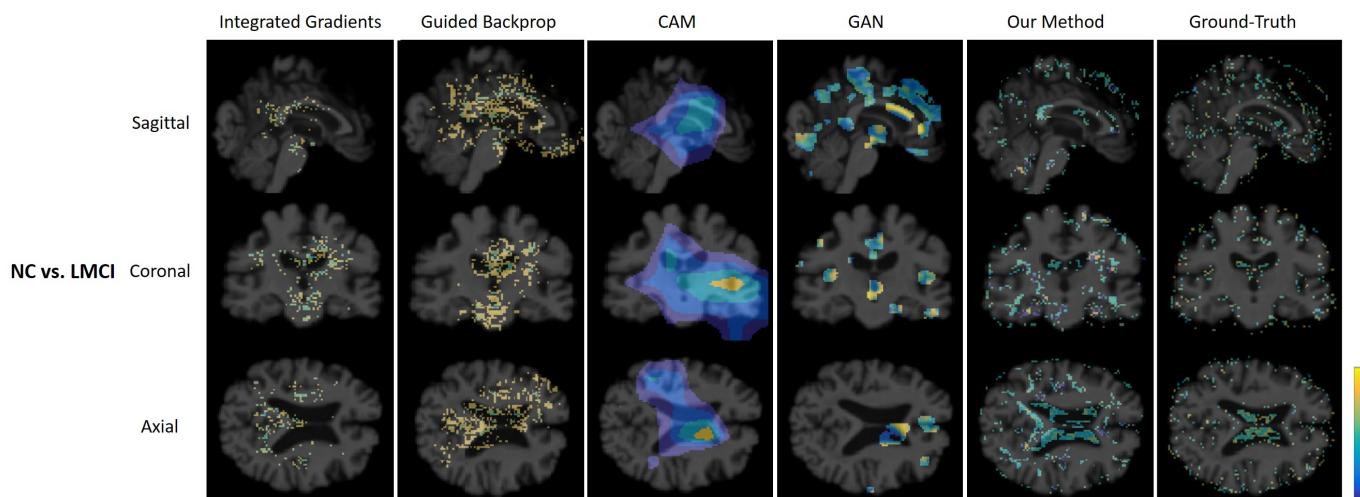 Integrated Gradients Guided Backprop CAM GAN Our Method Ground-Truth
Sagittal
NC vs. LMCI Coronal
Axial